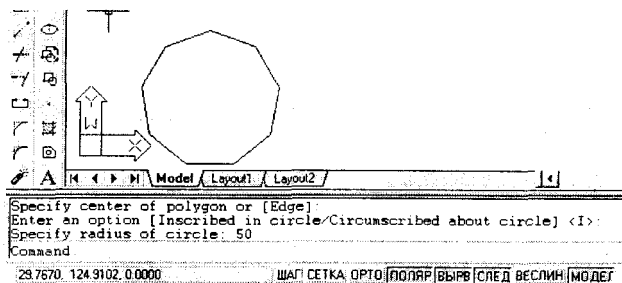 Y
W
X
A
Model Layout1 Layout2
Specify center of polygon or [Edge]:
Enter an option [Inscribed in circle/Circumscribed about circle] <I>:
Specify radius of circle: 50
Command
29.7670, 124.9102, 0.0000 ШАГ СЕТКА ОРТО ПОЛЯР ВЫРВ СЛЕД ВЕСЛИН МОДЕЛ